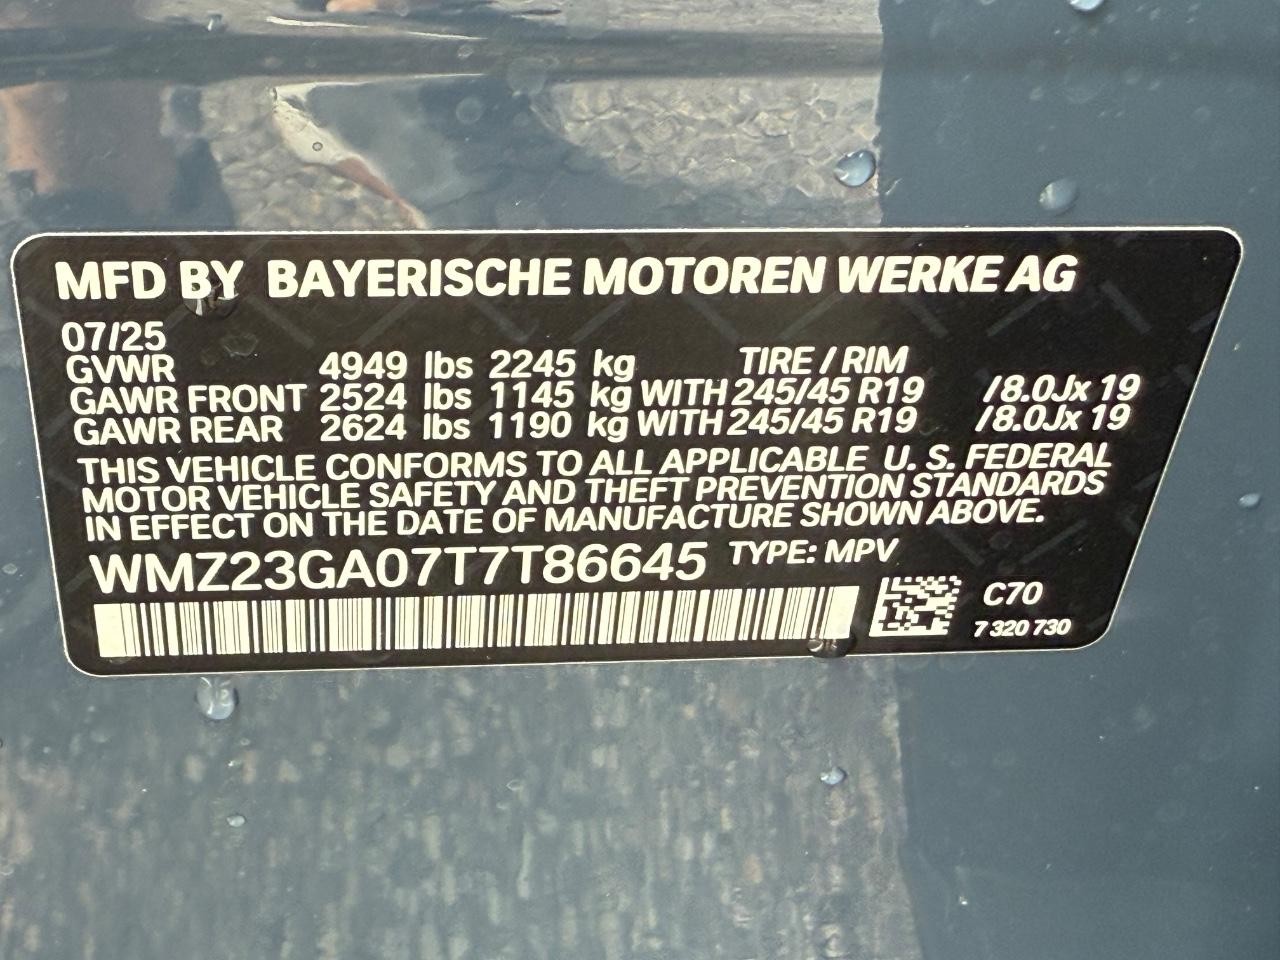 MFD BY BAYERISCHE MOTOREN WERKE AG
07/25
GVWR 4949 lbs 2245 kg TIRE / RIM
GAWR FRONT 2524 lbs 1145 kg WITH 245/45 R19 /8.0Jx 19
GAWR REAR 2624 lbs 1190 kg WITH 245/45 R19 /8.0Jx 19
THIS VEHICLE CONFORMS TO ALL APPLICABLE U. S. FEDERAL
MOTOR VEHICLE SAFETY AND THEFT PREVENTION STANDARDS
IN EFFECT ON THE DATE OF MANUFACTURE SHOWN ABOVE.
WMZ23GA07T7T86645 TYPE: MPV
C70
7 320 730